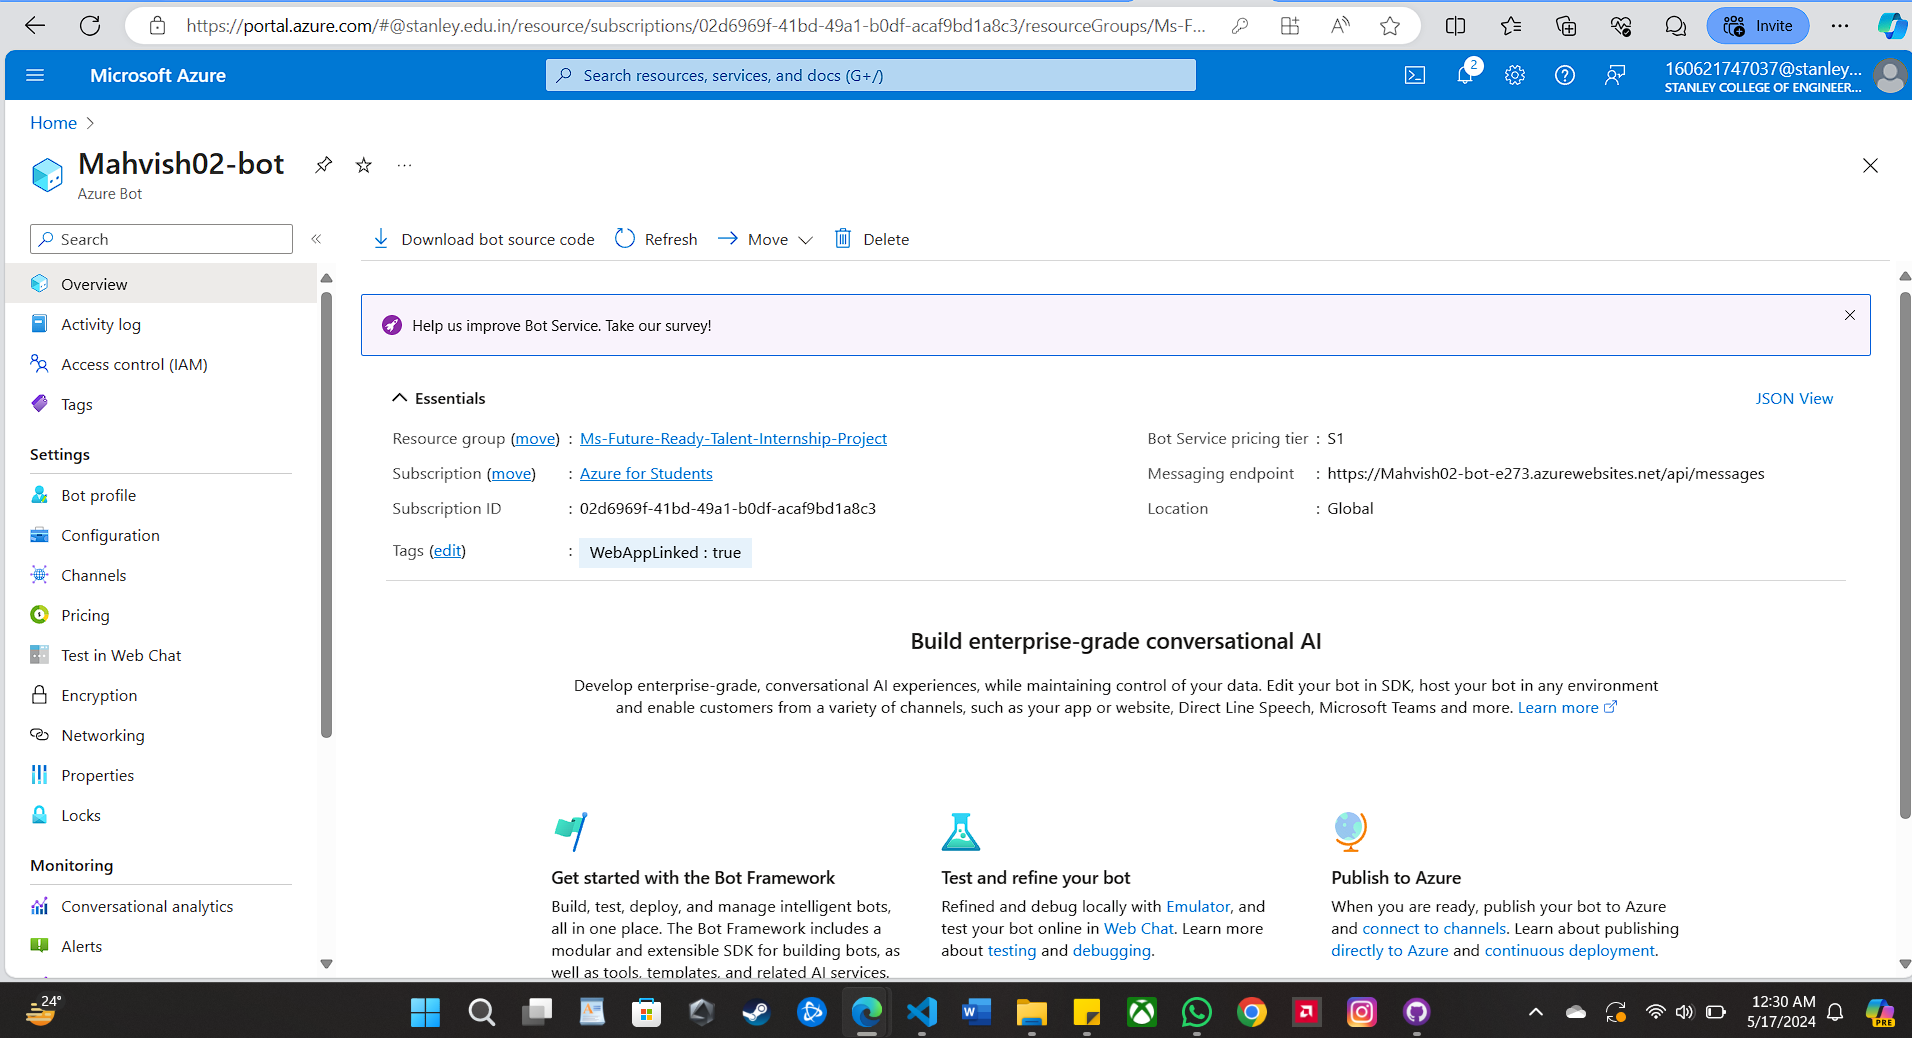 https://portal.azure.com/#@stanley.edu.in/resource/subscriptions/02d6969f-41bd-49a1-b0df-acaf9bd1a8c3/resourceGroups/Ms-F...
Invite
Microsoft Azure
Search resources, services, and docs (G+/)
2
160621747037@stanley...
STANLEY COLLEGE OF ENGINEER...
Home
Mahvish02-bot
Azure Bot
Search
Download bot source code
Refresh
Move
Delete
Overview
Activity log
Access control (IAM)
Tags
Settings
Bot profile
Configuration
Channels
Pricing
Test in Web Chat
Encryption
Networking
Properties
Locks
Monitoring
Conversational analytics
Alerts
Help us improve Bot Service. Take our survey!
Essentials
JSON View
Resource group (move) : Ms-Future-Ready-Talent-Internship-Project
Subscription (move) : Azure for Students
Subscription ID : 02d6969f-41bd-49a1-b0df-acaf9bd1a8c3
Tags (edit) : WebAppLinked : true
Bot Service pricing tier : S1
Messaging endpoint : https://Mahvish02-bot-e273.azurewebsites.net/api/messages
Location : Global
Build enterprise-grade conversational AI
Develop enterprise-grade, conversational AI experiences, while maintaining control of your data. Edit your bot in SDK, host your bot in any environment
and enable customers from a variety of channels, such as your app or website, Direct Line Speech, Microsoft Teams and more. Learn more
Get started with the Bot Framework
Build, test, deploy, and manage intelligent bots,
all in one place. The Bot Framework includes a
modular and extensible SDK for building bots, as
well as tools, templates, and related AI services.
Test and refine your bot
Refined and debug locally with Emulator, and
test your bot online in Web Chat. Learn more
about testing and debugging.
Publish to Azure
When you are ready, publish your bot to Azure
and connect to channels. Learn about publishing
directly to Azure and continuous deployment.
24°
12:30 AM
5/17/2024
PRE